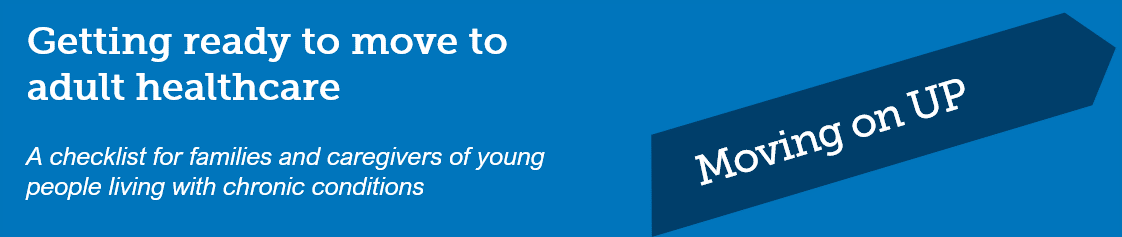 Getting ready to move to
adult healthcare
A checklist for families and caregivers of young
people living with chronic conditions
Moving on UP